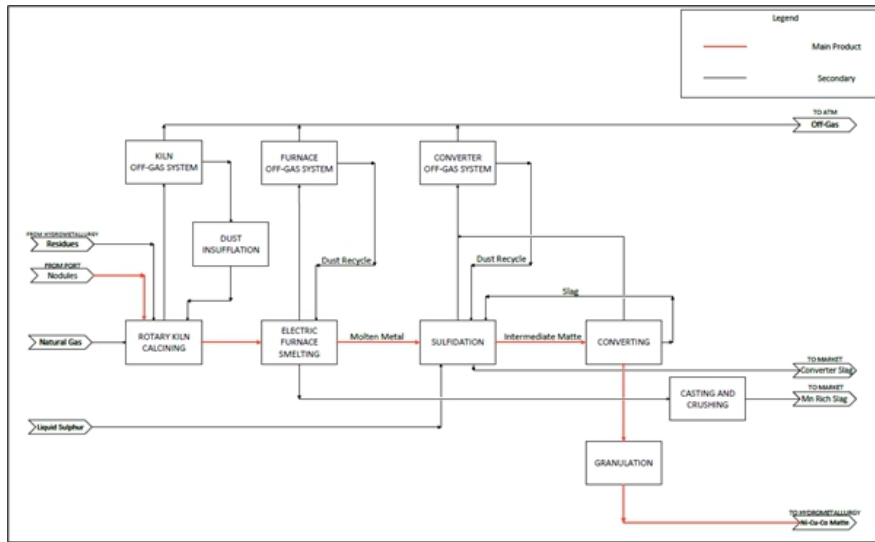 Legend
Main Product
Secondary
TO ATM
Off-Gas
KILN
OFF-GAS SYSTEM
FURNACE
OFF-GAS SYSTEM
CONVERTER
OFF-GAS SYSTEM
FROM HYDROMETALLURGY
Residues
DUST
INSUFFLATION
FROM PORT
Nodules
Dust Recycle
Dust Recycle
Slag
Natural Gas
ROTARY KILN
CALCINING
ELECTRIC
FURNACE
SMELTING
Molten Metal
SULFIDATION
Intermediate Matte
CONVERTING
TO MARKET
Converter Slag
CASTING AND
CRUSHING
TO MARKET
Mn Rich Slag
Liquid Sulphur
GRANULATION
TO HYDROMETALLURGY
Ni-Cu-Co Matte